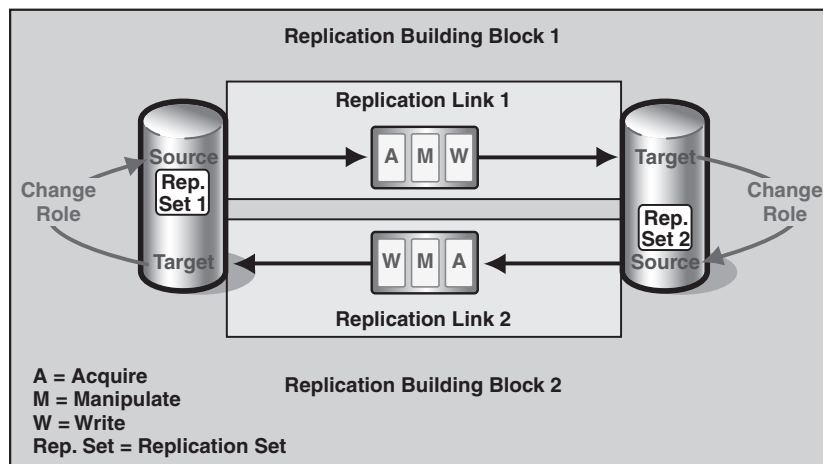 Replication Building Block 1
Replication Link 1
Source
A M W
Target
Change
Role
Rep.
Set 1
Change
Role
Rep.
Set 2
Target
W M A
Source
Replication Link 2
A = Acquire
M = Manipulate
W = Write
Rep. Set = Replication Set
Replication Building Block 2